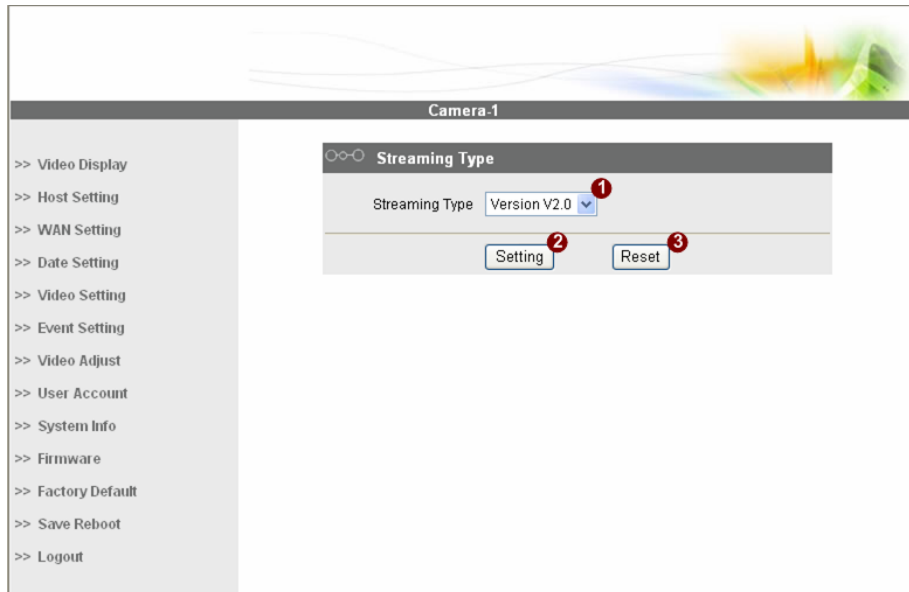 Camera-1
>> Video Display
>> Host Setting
>> WAN Setting
>> Date Setting
>> Video Setting
>> Event Setting
>> Video Adjust
>> User Account
>> System Info
>> Firmware
>> Factory Default
>> Save Reboot
>> Logout
Streaming Type
Streaming Type Version V2.0 1
Setting 2 Reset 3